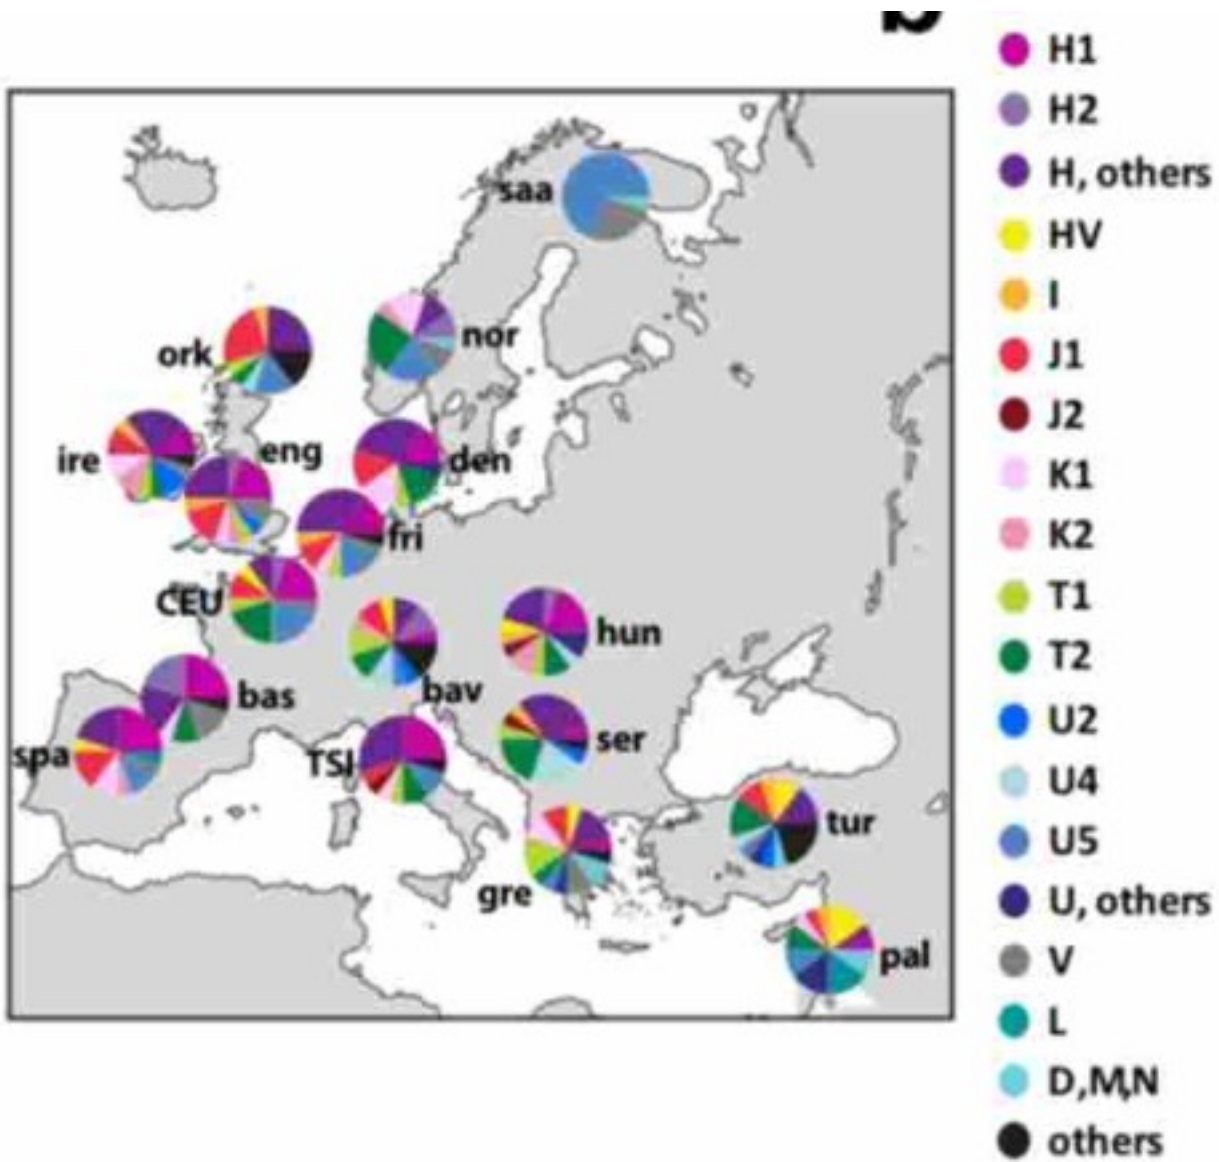 b
H1
H2
H, others
HV
I
J1
J2
K1
K2
T1
T2
U2
U4
U5
U, others
V
L
D,M,N
others
saa
ork
nor
ire
eng
den
fri
CEU
hun
bas
bav
spa
TSI
ser
tur
gre
pal